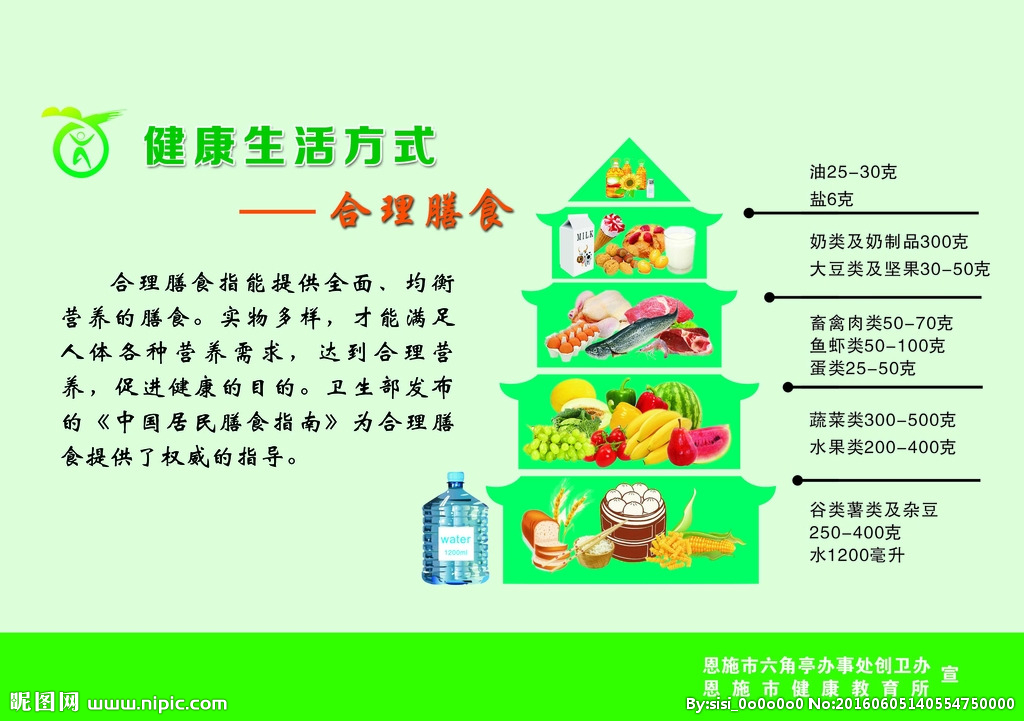 健康生活方式
合理膳食
合理膳食指能提供全面、均衡
营养的膳食。实物多样，才能满足
人体各种营养需求，达到合理营
养，促进健康的目的。卫生部发布
的《中国居民膳食指南》为合理膳
食提供了权威的指导。
油25-30克
盐6克
奶类及奶制品300克
大豆类及坚果30-50克
畜禽肉类50-70克
鱼虾类50-100克
蛋类25-50克
蔬菜类300-500克
水果类200-400克
谷类薯类及杂豆
250-400克
水1200毫升
MILK
water
1200ml
恩施市六角亭办事处创卫办
恩施市健康教育所
宣
昵图网 www.nipic.com
By:sisi_0o0o0o0 No:20160605140554750000